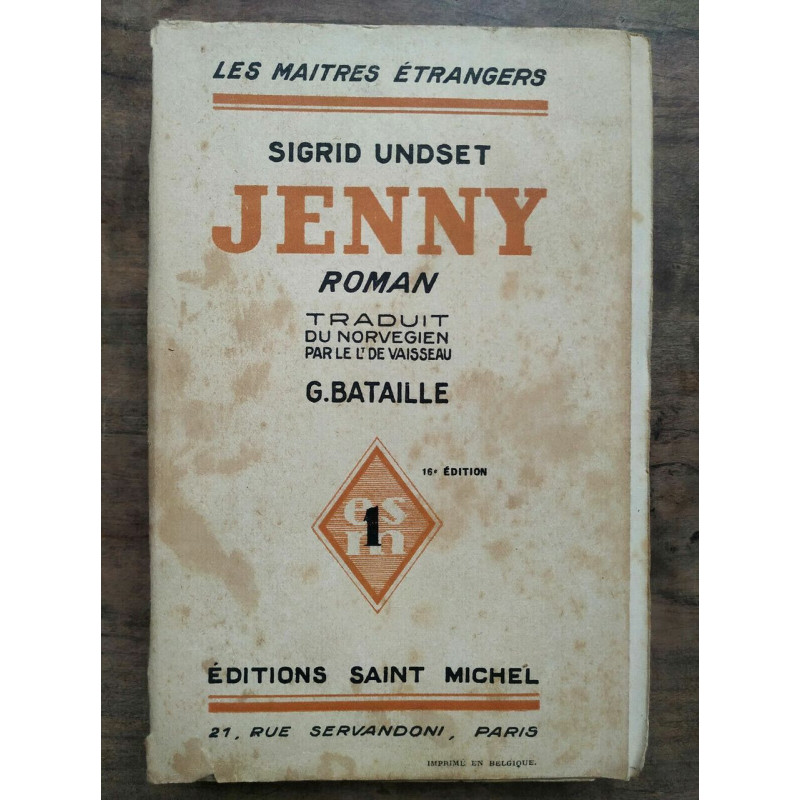 LES MAITRES ÉTRANGERS
SIGRID UNDSET
JENNY
ROMAN
TRADUIT
DU NORVEGIEN
PAR LE Lt DE VAISSEAU
G. BATAILLE
16e ÉDITION
es
1
m
ÉDITIONS SAINT MICHEL
21, RUE SERVANDONI, PARIS
IMPRIMÉ EN BELGIQUE.